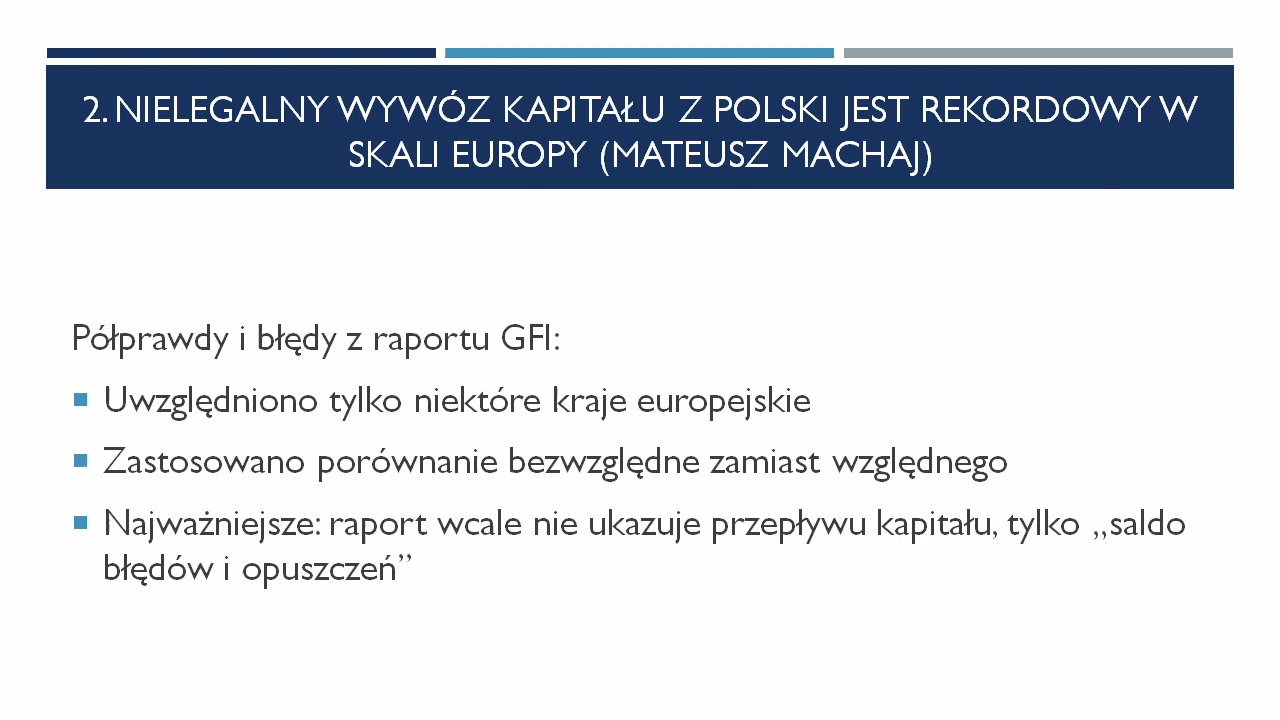 2. NIELEGALNY WYWÓZ KAPITAŁU Z POLSKI JEST REKORDOWY W
SKALI EUROPY (MATEUSZ MACHAJ)
Półprawdy i błędy z raportu GFI:
Uwzględniono tylko niektóre kraje europejskie
Zastosowano porównanie bezwzględne zamiast względnego
Najważniejsze: raport wcale nie ukazuje przepływu kapitału, tylko „saldo
błędów i opuszczeń”